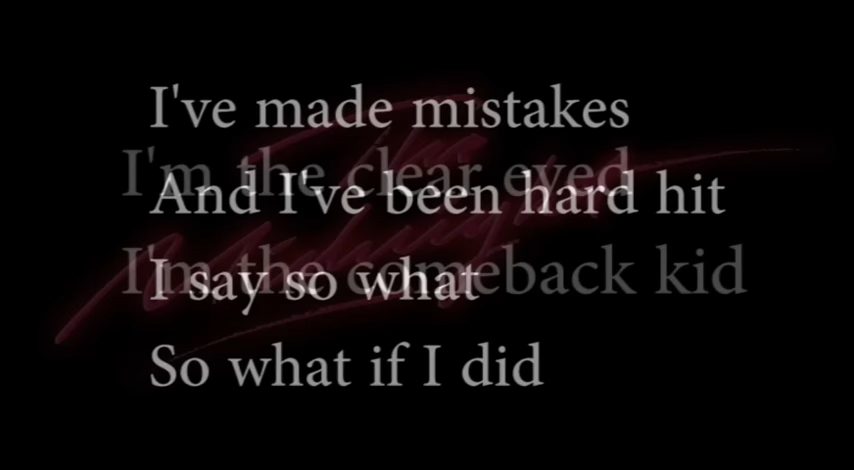 I've made mistakes
I'm the clear eyed
And I've been hard hit
I'm the comeback kid
I say so what
So what if I did